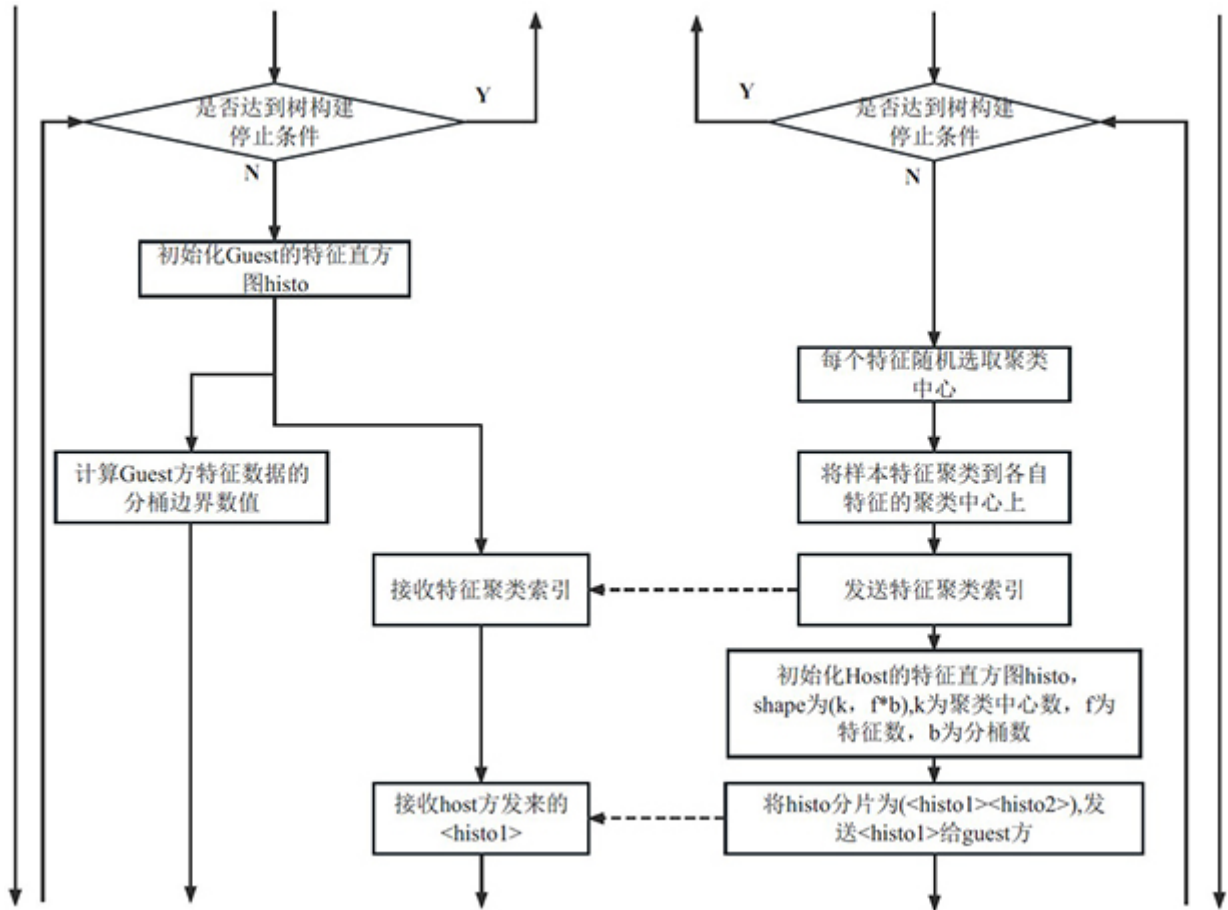 是否达到树构建
停止条件
Y
N
初始化Guest的特征直方
图histo
计算Guest方特征数据的
分桶边界数值
接收特征聚类索引
接收host方发来的
<histo1>
是否达到树构建
停止条件
Y
N
每个特征随机选取聚类
中心
将样本特征聚类到各自
特征的聚类中心上
发送特征聚类索引
初始化Host的特征直方图histo，
shape为(k，f*b),k为聚类中心数，f为
特征数，b为分桶数
将histo分片为(<histo1><histo2>),发
送<histo1>给guest方